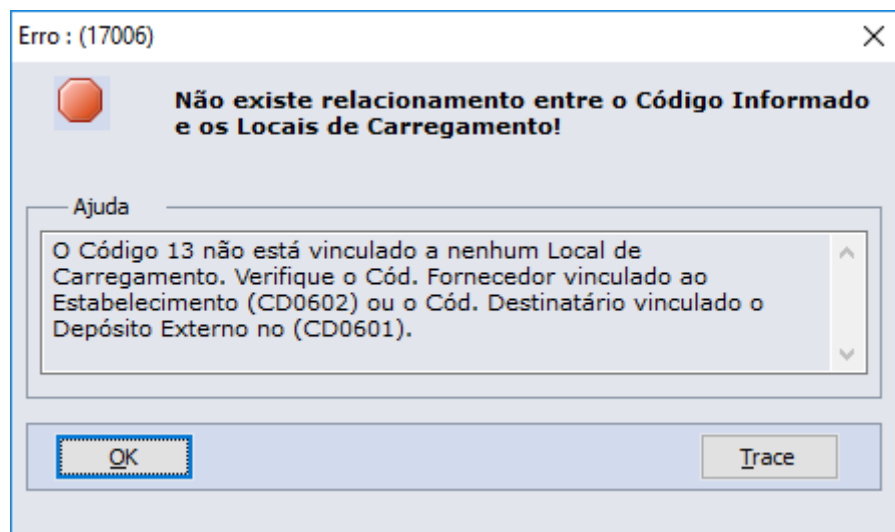 Erro : (17006)
Não existe relacionamento entre o Código Informado
e os Locais de Carregamento!
Ajuda
O Código 13 não está vinculado a nenhum Local de
Carregamento. Verifique o Cód. Fornecedor vinculado ao
Estabelecimento (CD0602) ou o Cód. Destinatário vinculado o
Depósito Externo no (CD0601).
OK
Trace